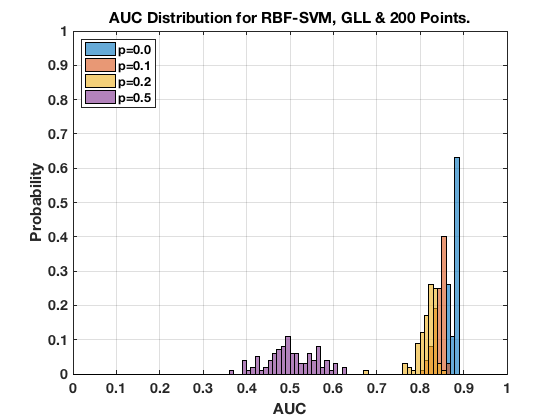 AUC Distribution for RBF-SVM, GLL & 200 Points.
1
0.9
0.8
0.7
0.6
0.5
0.4
0.3
0.2
0.1
0
Probability
p=0.0
p=0.1
p=0.2
p=0.5
0 0.1 0.2 0.3 0.4 0.5 0.6 0.7 0.8 0.9 1
AUC